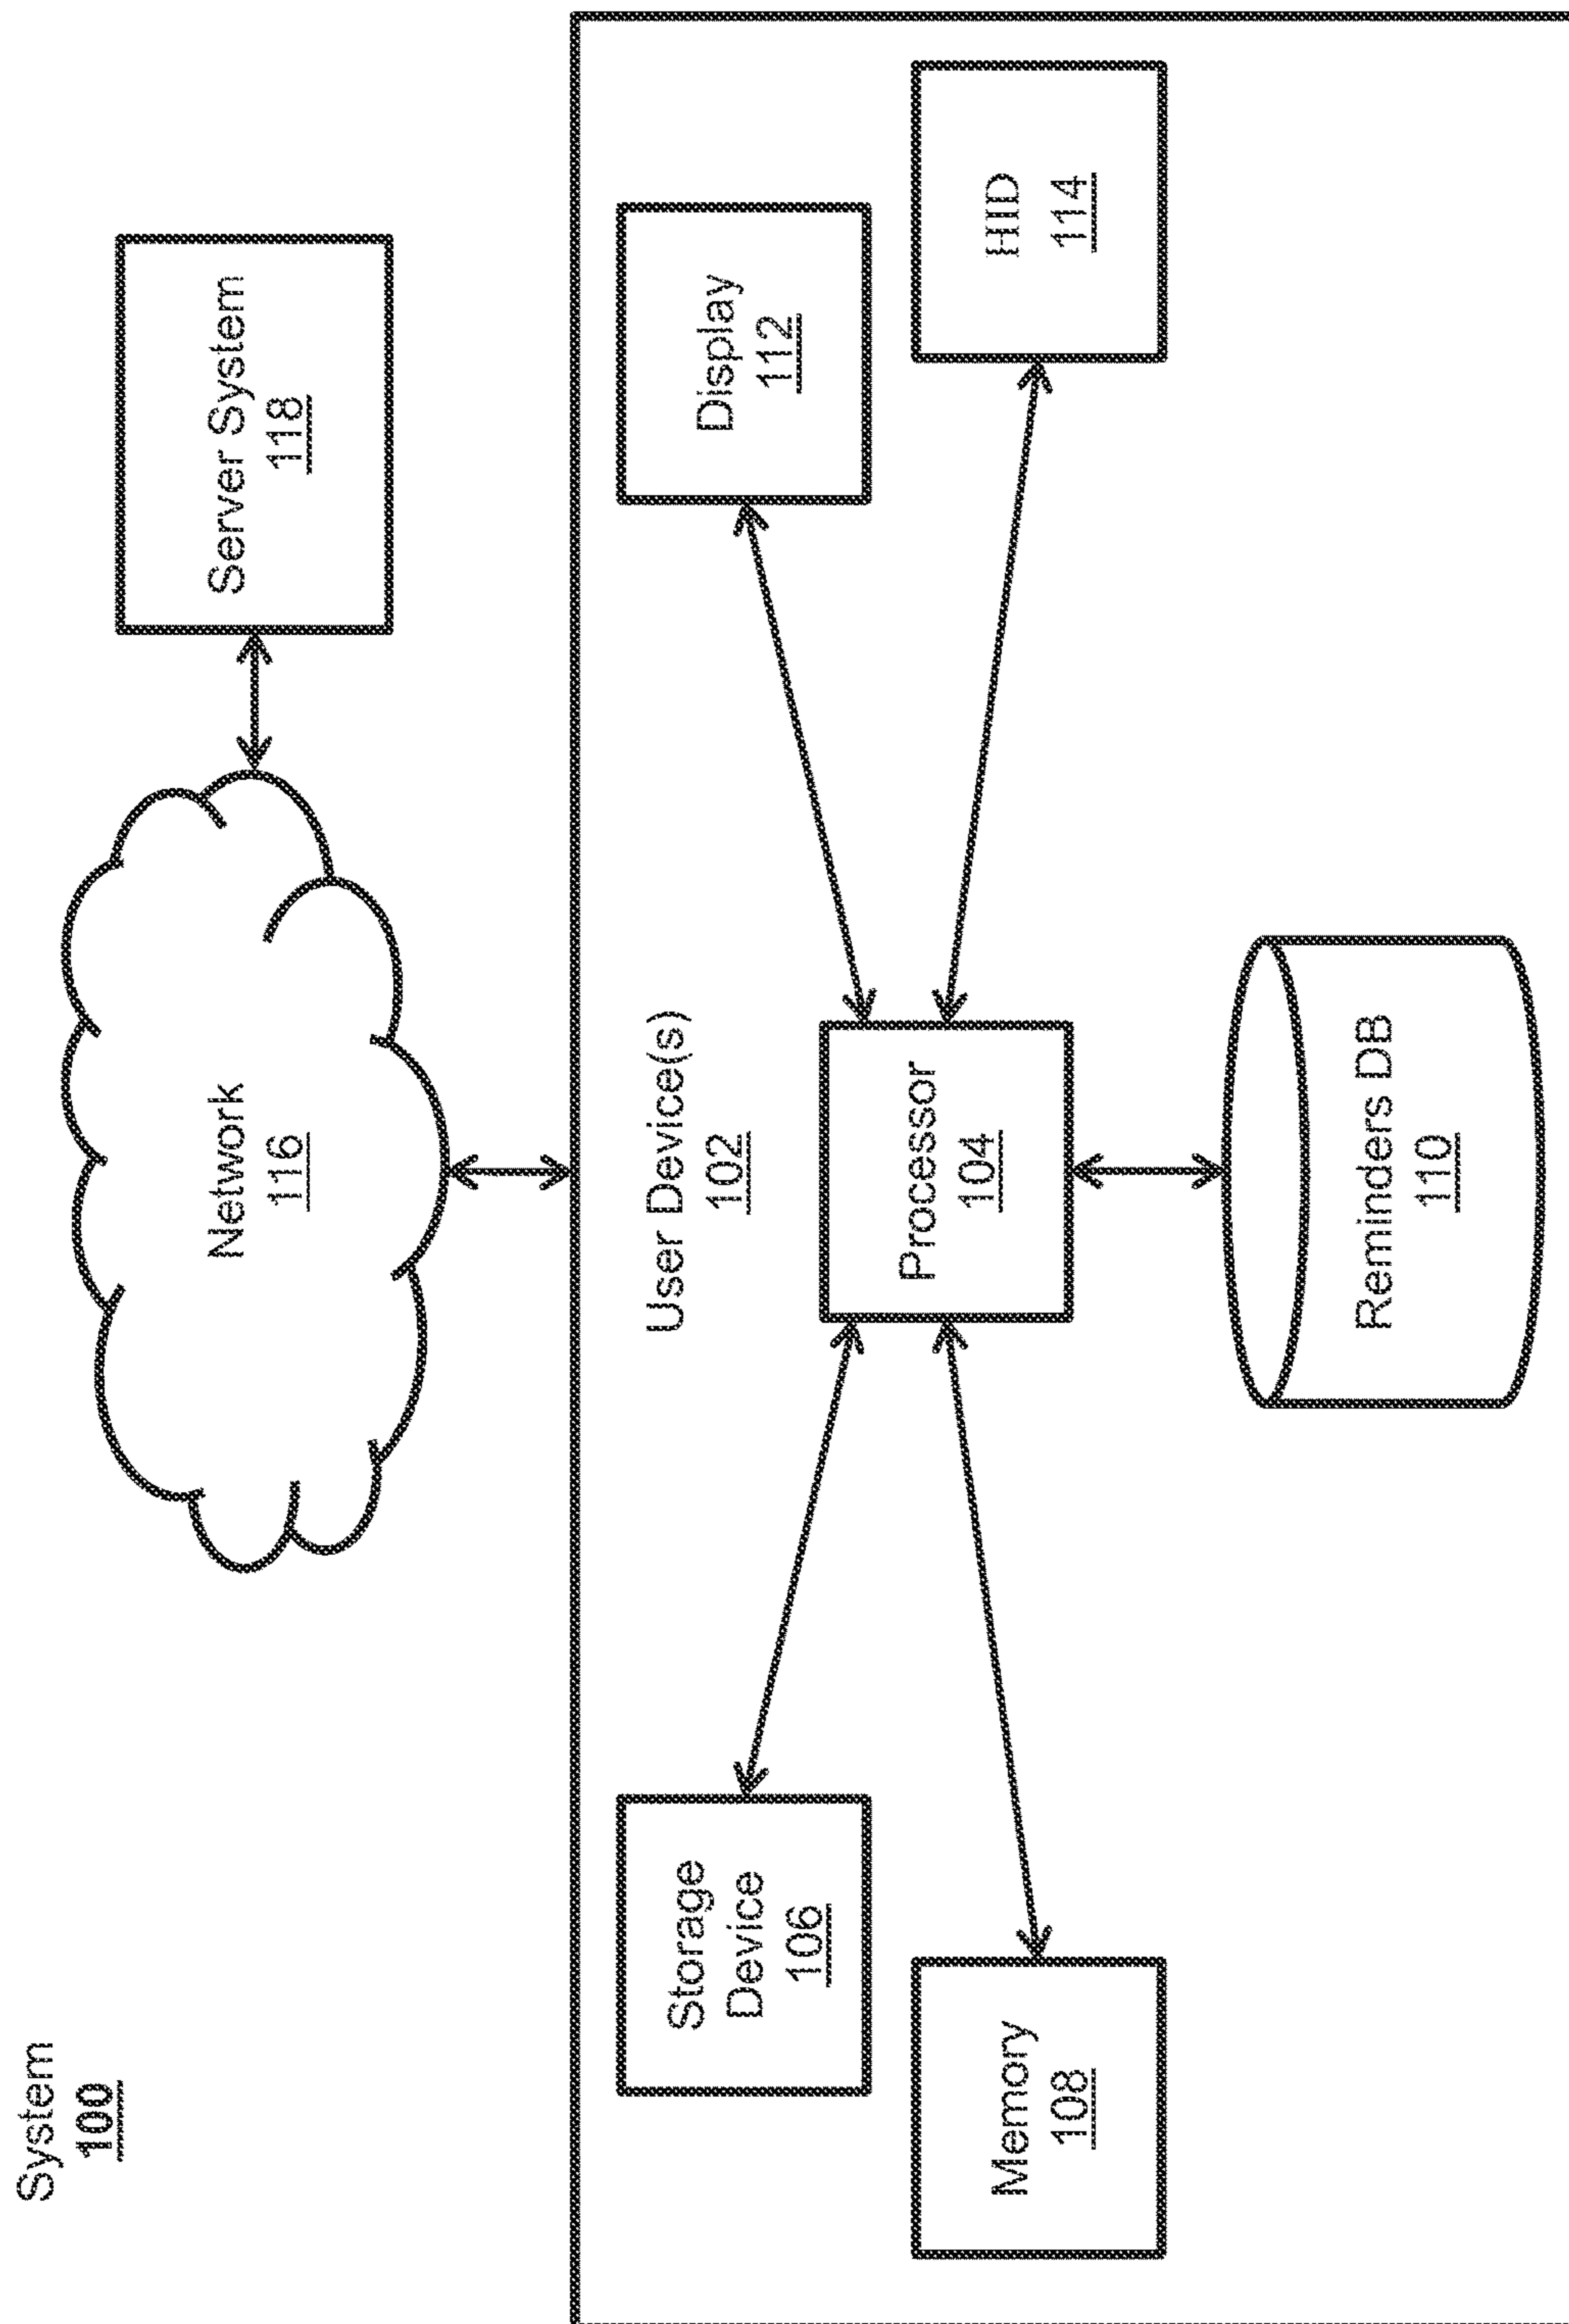 System
100
Network
116
Server System
118
User Device(s)
102
Storage
Device
106
Display
112
Processor
104
Memory
108
HID
114
Reminders DB
110